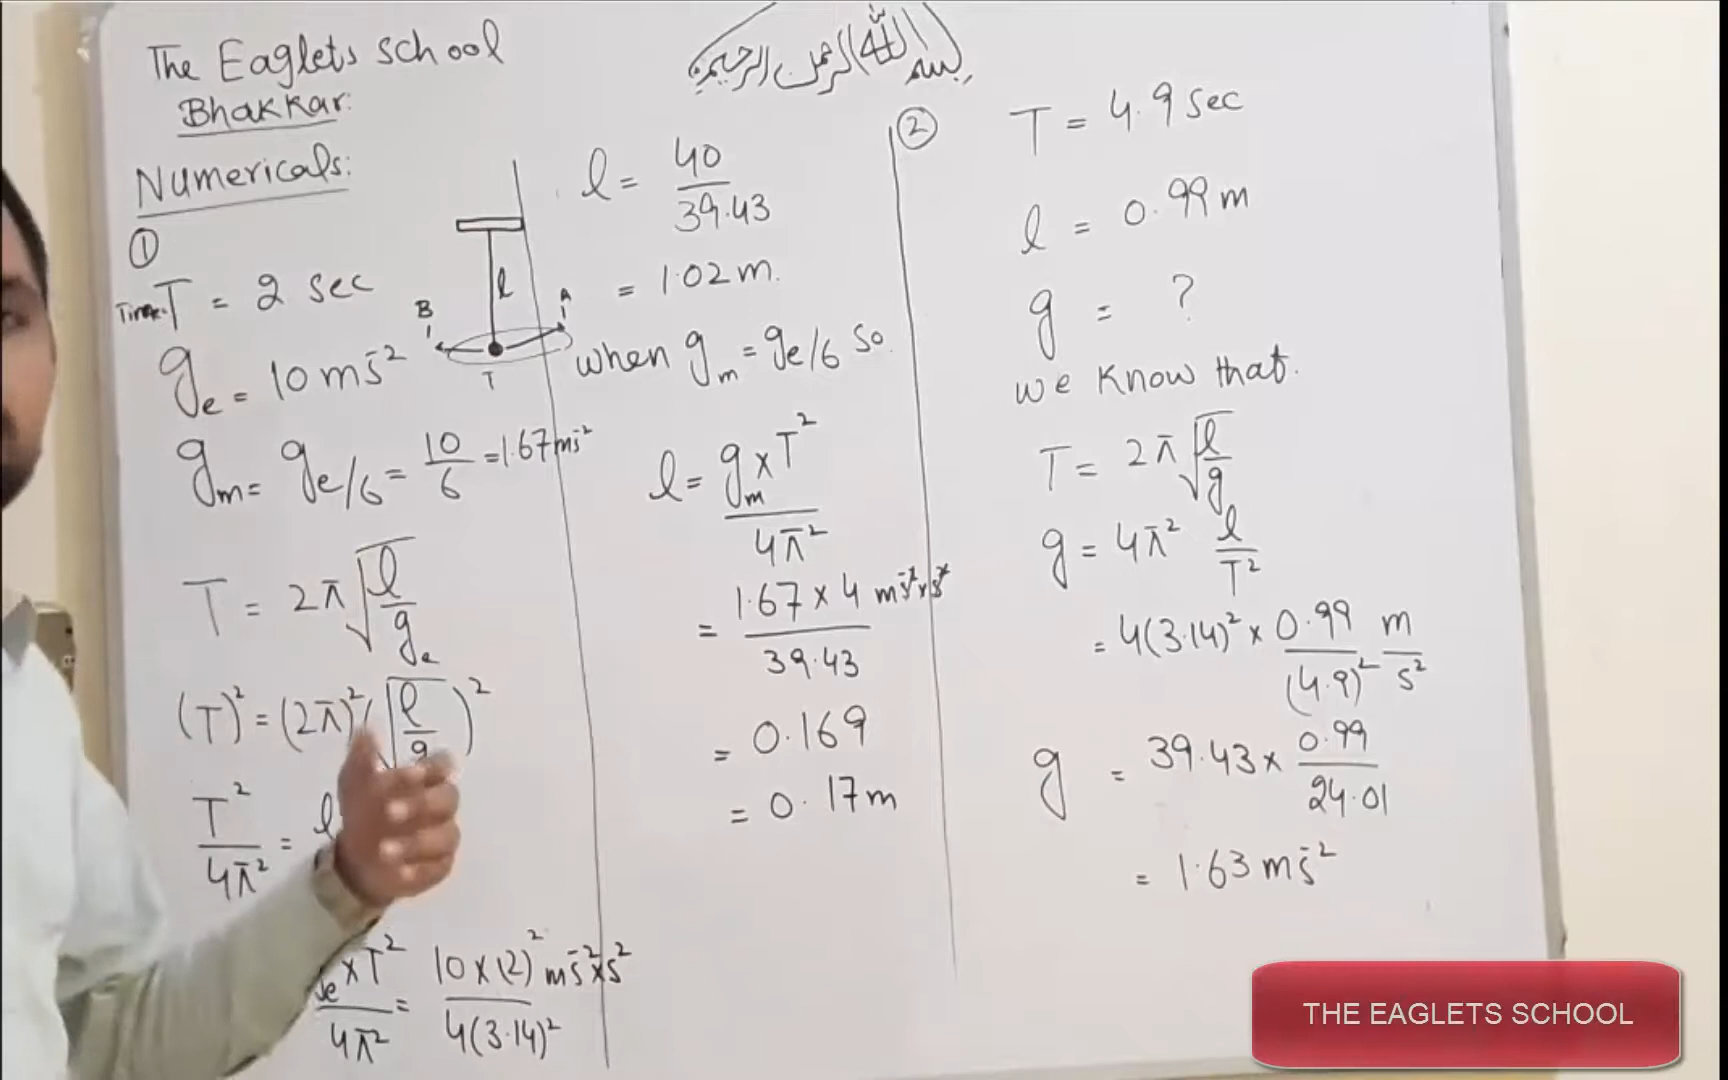 The Eaglets School
Bhakkar:
بسم اللہ الرحمن الرحیم
Numericals:
①
Time. T = 2 sec
gₑ = 10 ms⁻²
gₘ = gₑ/6 = 10/6 = 1.67 ms⁻²
T = 2π√(l/gₑ)
(T)² = (2π)² (√(l/g))²
T²/4π² = l
ₑ × T²/4π² = 10 × (2)² ms⁻² × s² / 4(3.14)²
B
l
A
T
l = 40/39.43
= 1.02 m.
when gₘ = gₑ/6 so
l = gₘ × T²/4π²
= 1.67 × 4 ms⁻² × s² / 39.43
= 0.169
= 0.17 m
②
T = 4.9 sec
l = 0.99 m
g = ?
we know that.
T = 2π√(l/g)
g = 4π² l/T²
= 4(3.14)² × 0.99/(4.9)² m/s²
g = 39.43 × 0.99/24.01
= 1.63 ms⁻²
THE EAGLETS SCHOOL